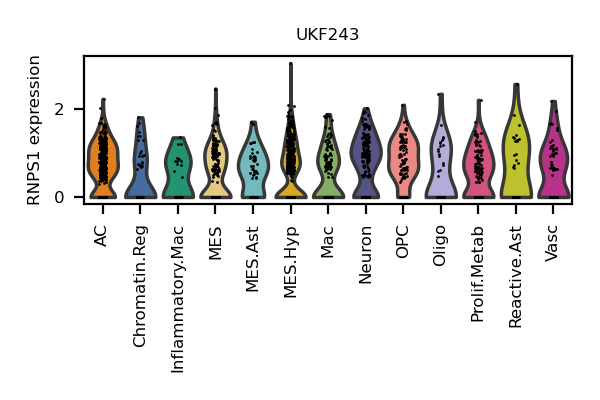 UKF243
RNPS1 expression
2
0
AC
Chromatin.Reg
Inflammatory.Mac
MES
MES.Ast
MES.Hyp
Mac
Neuron
OPC
Oligo
Prolif.Metab
Reactive.Ast
Vasc